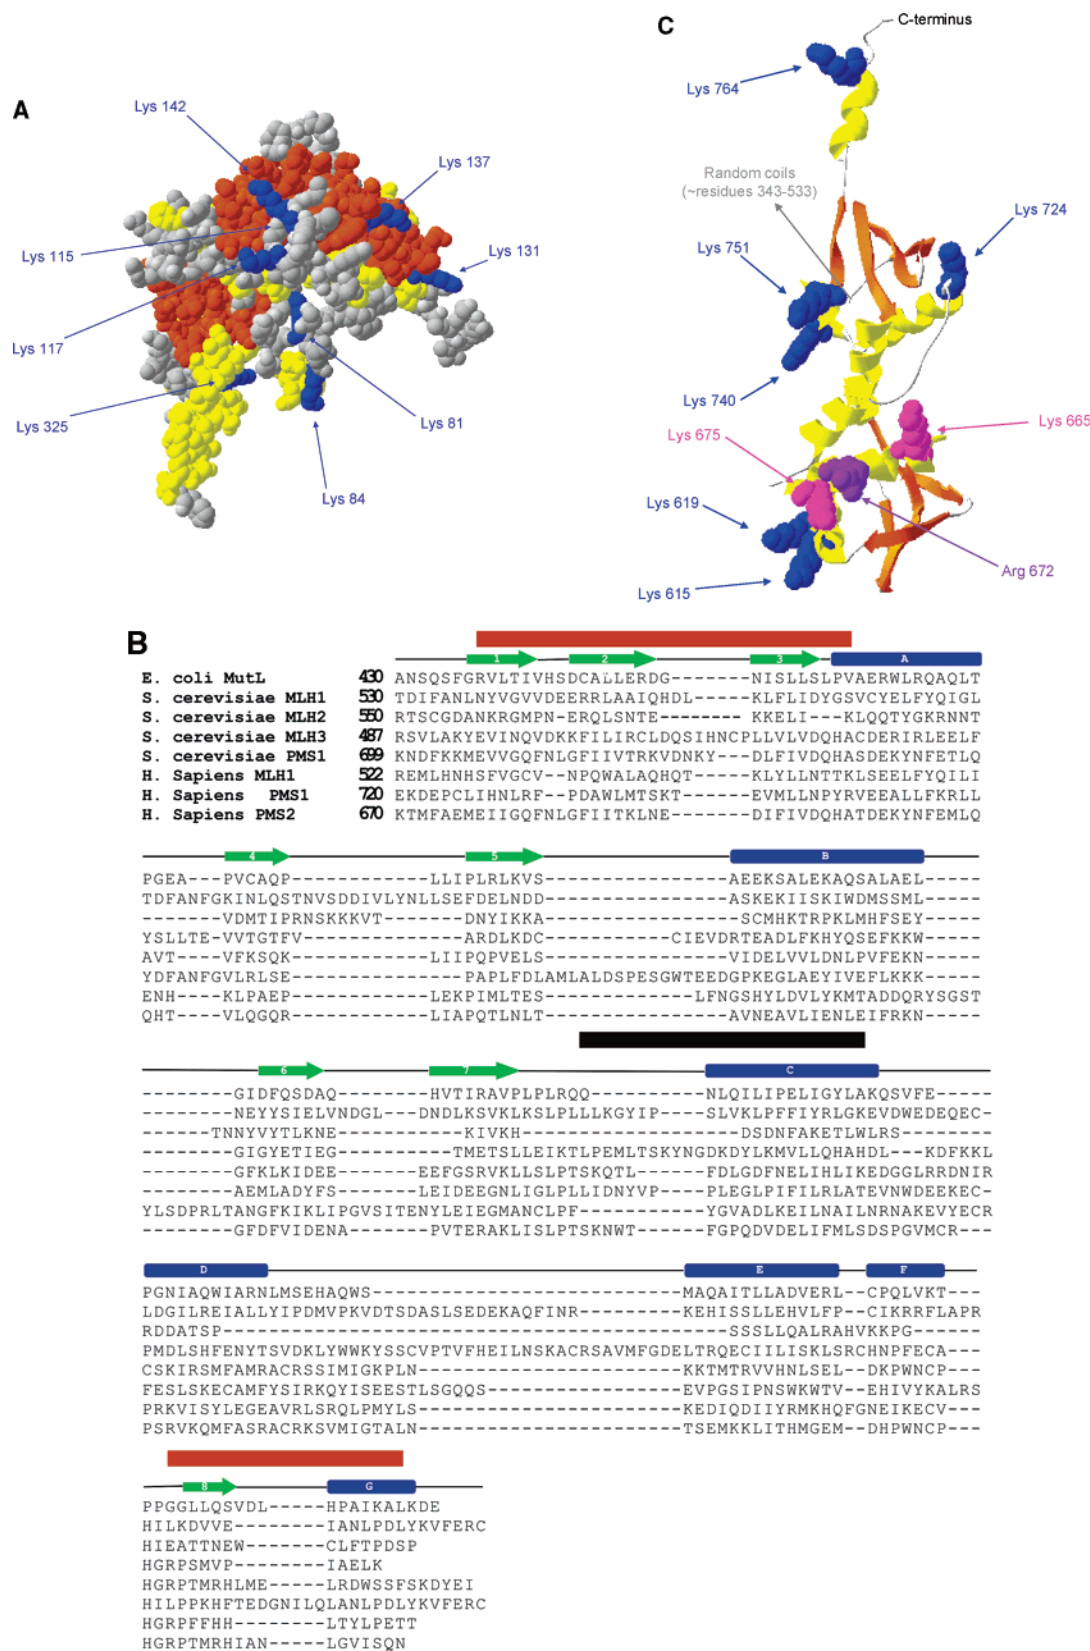 A
Lys 142
Lys 137
Lys 115
Lys 131
Lys 117
Lys 325
Lys 81
Lys 84
C
C-terminus
Lys 764
Random coils
(~residues 343-533)
Lys 724
Lys 751
Lys 740
Lys 675
Lys 665
Lys 619
Lys 615
Arg 672
B
1 2 3 A
E. coli MutL 430 ANSQSFGRVLTIVHSDCALLERDG------NISLLSLPVAERWLRQAQLT
S. cerevisiae MLH1 530 TDIFANLNYVGVVDEERRLAAIQHDL-----KLFLIDYGSVCYELFYQIGL
S. cerevisiae MLH2 550 RTSCGDANKRGMPN-ERQLSNTE--------KKELI---KLQQTYGKRNNT
S. cerevisiae MLH3 487 RSVLAKYEVINQVDKKFILIRCLDQSIHNCPLLVLVDQHACDERIRLEELF
S. cerevisiae PMS1 699 KNDFKKMEVVGQFNLGFIIVTRKVDNKY---DLFIVDQHASDEKYNFETLQ
H. Sapiens MLH1 522 REMLHNHSFVGCV--NPQWALAQHQT-----KLYLLNTTKLSEELFYQILI
H. Sapiens PMS1 720 EKDEPCLIHNLRF--PDAWLMTSKT------EVMLLNPYRVEEALLFKRLL
H. Sapiens PMS2 670 KTMFAEMEIIGQFNLGFIITKLNE-------DIFIVDQHATDEKYNFEMLQ
4 5 B
PGEA---PVCAQP-------------LLIPLRLKVS-----------AEEKSALEKAQSALAEL----
TDFANFGKINLQSTNVSDDIVLYNLLSEFDELNDD------------ASKEKIISKIWDMSSML----
---------VDMTIPRNSKKKVT------DNYIKKA-----------SCMHKTRPKLMHFSEY-----
YSLLTE-VVTGTFV------------ARDLKDC---------CIEVDRTEADLFKHYQSEFKKW----
AVT----VFKSQK-------------LIIPQPVELS-----------VIDELVVLDNLPVFEKN----
YDFANFGVLRLSE-------------PAPLFDLAMLALDSPESGWTEEDGPKEGLAEYIVEFLKKK---
ENH----KLPAEP-------------LEKPIMLTES---------LFNGSHYLDVLYKMTADDQRYSGST
QHT----VLQGQR-------------LIAPQTLNLT-----------AVNEAVLIENLEIFRKN----
6 7 C
--------GIDFQSDAQ-------HVTIRAVPLPLRQQ---------NLQILIPELIGYLAKQSVFE---
--------NEYYSIELVNDGL--DNDLKSVKLKSLPLLLKGYIP---SLVKLPFFIYRLGKEVDWEDEQEC-
------TNNYVYTLKNE-------KIVKH------------------DSDNFAKETLWLRS---------
--------GIGYETIEG-------TMETSLLEIKTLPEMLTSKYNGDKDYLKMVLLQHAHDL---KDFKKL
--------GFKLKIDEE------EEFGSRVKLLSLPTSKQTL-----FDLGDFNELIHLIKEDGGLRRDNIR
--------AEMLADYFS-------LEIDEEGNLIGLPLLIDNYVP---PLEGLPIFILRLATEVNWDEEKEC-
YLSDPRLTANGFKIKLIPGVSITENYLEIEGMANCLPF---------YGVADLKEILNAILNRNAKEVYECR
--------GFDFVIDENA------PVTERAKLISLPTSKNWT-----FGPQDVDELIFMLSDSPGVMCR---
D E F
PGNIAQWIARNLMSEHAQWS-------------------------MAQAITLLADVERL--CPQLVKT---
LDGILREIALLYIPDMVPKVDTSDASLSEDEKAQFINR-------KEHISSLLEHVLFP--CIKRRFLAPR
RDDATSP-----------------------------------------SSSLLQALRAHVKKPG-----
PMDLSHFENYTSVDKLYWWKYSSCVPTVFHEILNSKACRSAVMFGDELTRQECIILISKLSRCHNPFECA-
CSKIRSMFAMRACRSSIMIGKPLN---------------------KKTMTRVVHNLSEL--DKPWNCP---
FESLSKECAMFYSIRKQYISEESTLSGQQS---------------EVPGSIPNSWKWTV--EHIVYKALRS
PRKVISYLEGEAVRLSRQLPMYLS---------------------KEDIQDIIYRMKHQFGNEIKECV---
PSRVKQMFASRACRKSVMIGTALN---------------------TSEMKKLITHMGEM--DHPWNCP---
8 G
PPGGLLQSVDL-----HPAIKALKDE
HILKDVVE--------IANLPDLYKVFERC
HIEATTNEW-------CLFTPDSP
HGRPSMVP--------IAELK
HGRPTMRHLME-----LRDWSSFSKDYEI
HILPPKHFTEDGNILQLANLPDLYKVFERC
HGRPFFHH--------LTYLPETT
HGRPTMRHIAN-----LGVISQN